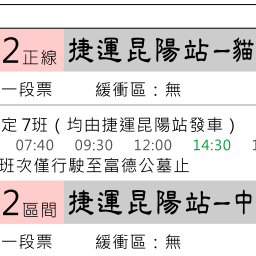 2正線 捷運昆陽站–貓
一段票 緩衝區：無
定7班（均由捷運昆陽站發車）
07:40 09:30 12:00 14:30
班次僅行駛至富德公墓止
2區間 捷運昆陽站–中
一段票 緩衝區：無